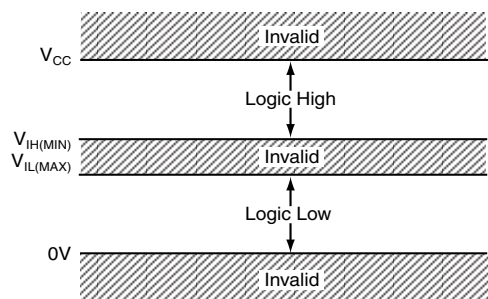 Invalid
VCC
Logic High
VIH(MIN)
Invalid
VIL(MAX)
Logic Low
0V
Invalid